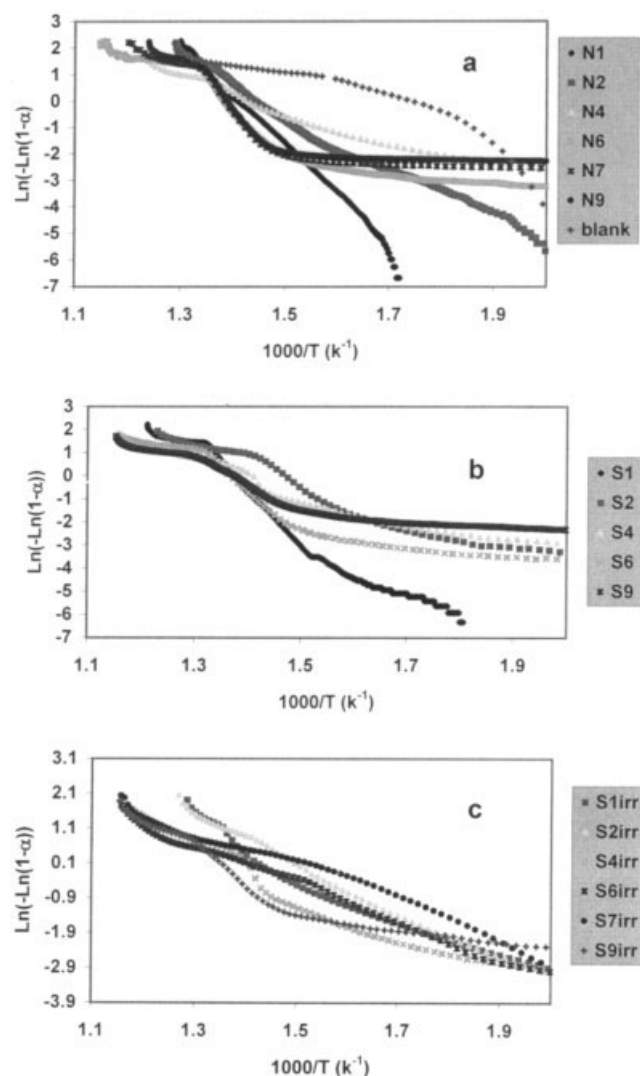 3
2
1
0
-1
-2
-3
-4
-5
-6
-7
Ln(-Ln(1-α)
a
1.1 1.3 1.5 1.7 1.9
1000/T (k⁻¹)
N1
N2
N4
N6
N7
N9
blank
3
2
1
0
-1
-2
-3
-4
-5
-6
-7
Ln(-Ln(1-α))
b
1.1 1.3 1.5 1.7 1.9
1000/T (k⁻¹)
S1
S2
S4
S6
S9
3.1
2.1
1.1
0.1
-0.9
-1.9
-2.9
-3.9
Ln(-Ln(1-α))
c
1.1 1.3 1.5 1.7 1.9
1000/T (k⁻¹)
S1irr
S2irr
S4irr
S6irr
S7irr
S9irr